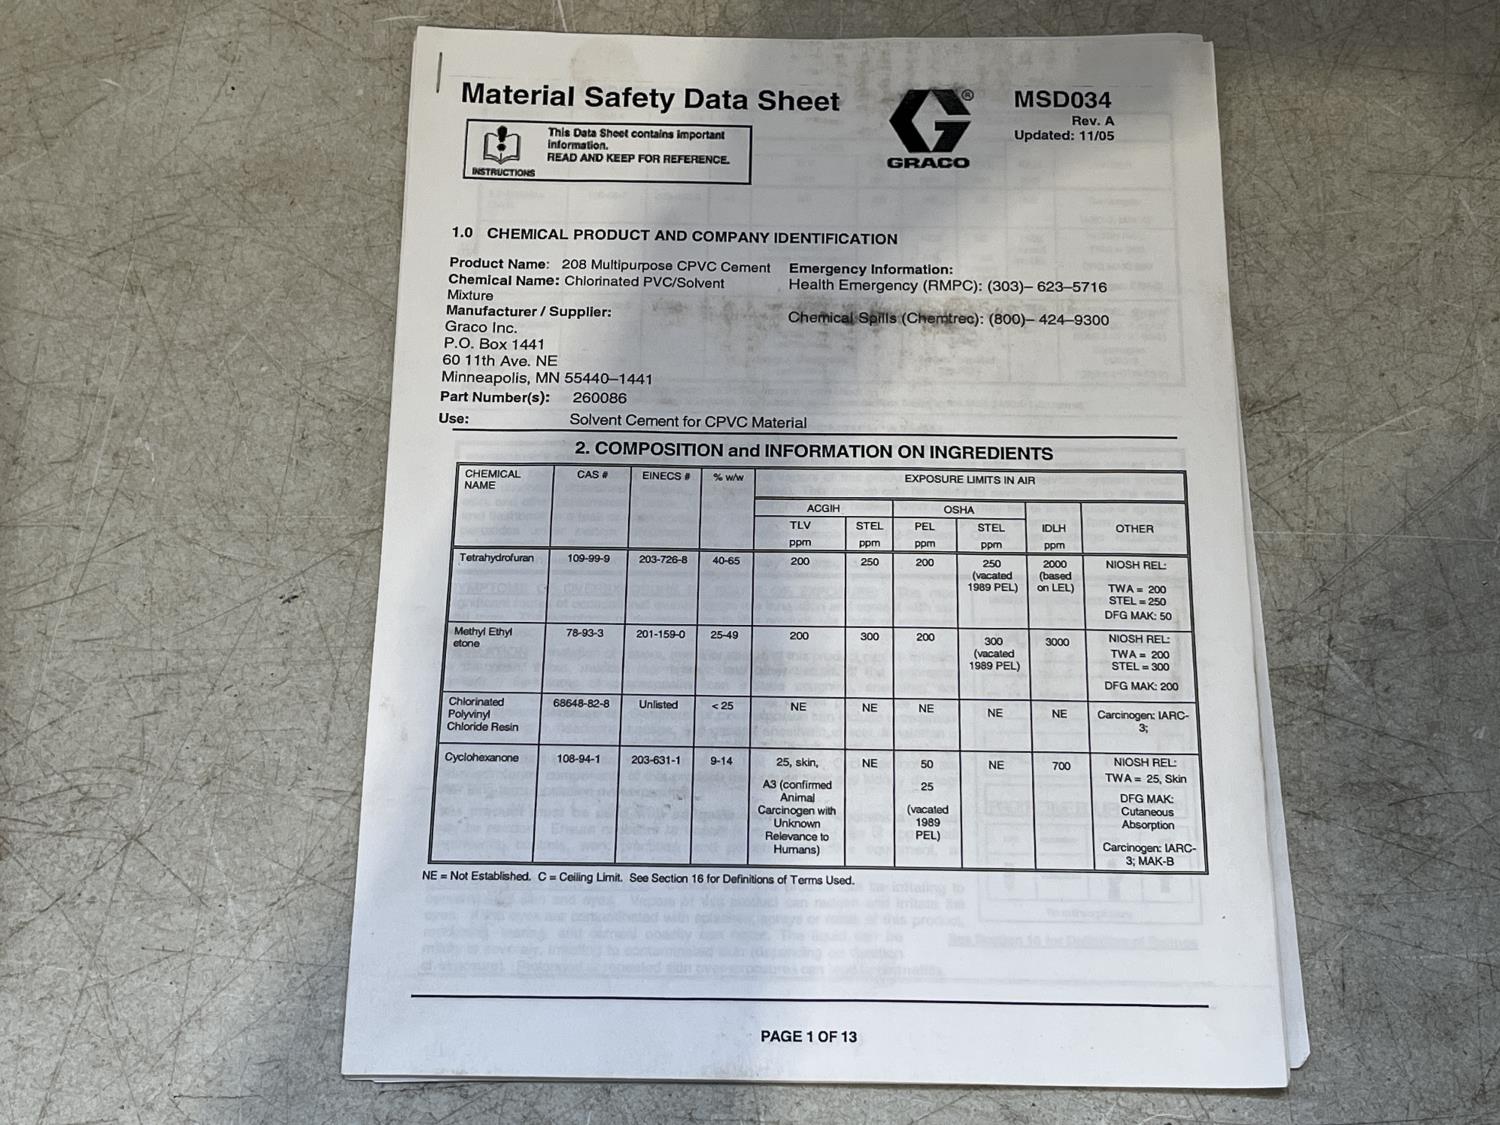 Material Safety Data Sheet
This Data Sheet contains important
information.
READ AND KEEP FOR REFERENCE.
INSTRUCTIONS
®
GRACO
MSD034
Rev. A
Updated: 11/05
1.0 CHEMICAL PRODUCT AND COMPANY IDENTIFICATION
Product Name: 208 Multipurpose CPVC Cement
Chemical Name: Chlorinated PVC/Solvent
Mixture
Manufacturer / Supplier:
Graco Inc.
P.O. Box 1441
60 11th Ave. NE
Minneapolis, MN 55440–1441
Part Number(s): 260086
Use: Solvent Cement for CPVC Material
Emergency Information:
Health Emergency (RMPC): (303)– 623–5716
Chemical Spills (Chemtrec): (800)– 424–9300
2. COMPOSITION and INFORMATION ON INGREDIENTS
CHEMICAL
NAME
CAS #
EINECS #
% w/w
EXPOSURE LIMITS IN AIR
ACGIH
OSHA
TLV
ppm
STEL
ppm
PEL
ppm
STEL
ppm
IDLH
ppm
OTHER
Tetrahydrofuran
109-99-9
203-726-8
40-65
200
250
200
250
(vacated
1989 PEL)
2000
(based
on LEL)
NIOSH REL:
TWA = 200
STEL = 250
DFG MAK: 50
Methyl Ethyl
etone
78-93-3
201-159-0
25-49
200
300
200
300
(vacated
1989 PEL)
3000
NIOSH REL:
TWA = 200
STEL = 300
DFG MAK: 200
Chlorinated
Polyvinyl
Chloride Resin
68648-82-8
Unlisted
< 25
NE
NE
NE
NE
NE
Carcinogen: IARC-
3;
Cyclohexanone
108-94-1
203-631-1
9-14
25, skin,
A3 (confirmed
Animal
Carcinogen with
Unknown
Relevance to
Humans)
NE
50
25
(vacated
1989
PEL)
NE
700
NIOSH REL:
TWA = 25, Skin
DFG MAK:
Cutaneous
Absorption
Carcinogen: IARC-
3; MAK-B
NE = Not Established. C = Ceiling Limit. See Section 16 for Definitions of Terms Used.
PAGE 1 OF 13